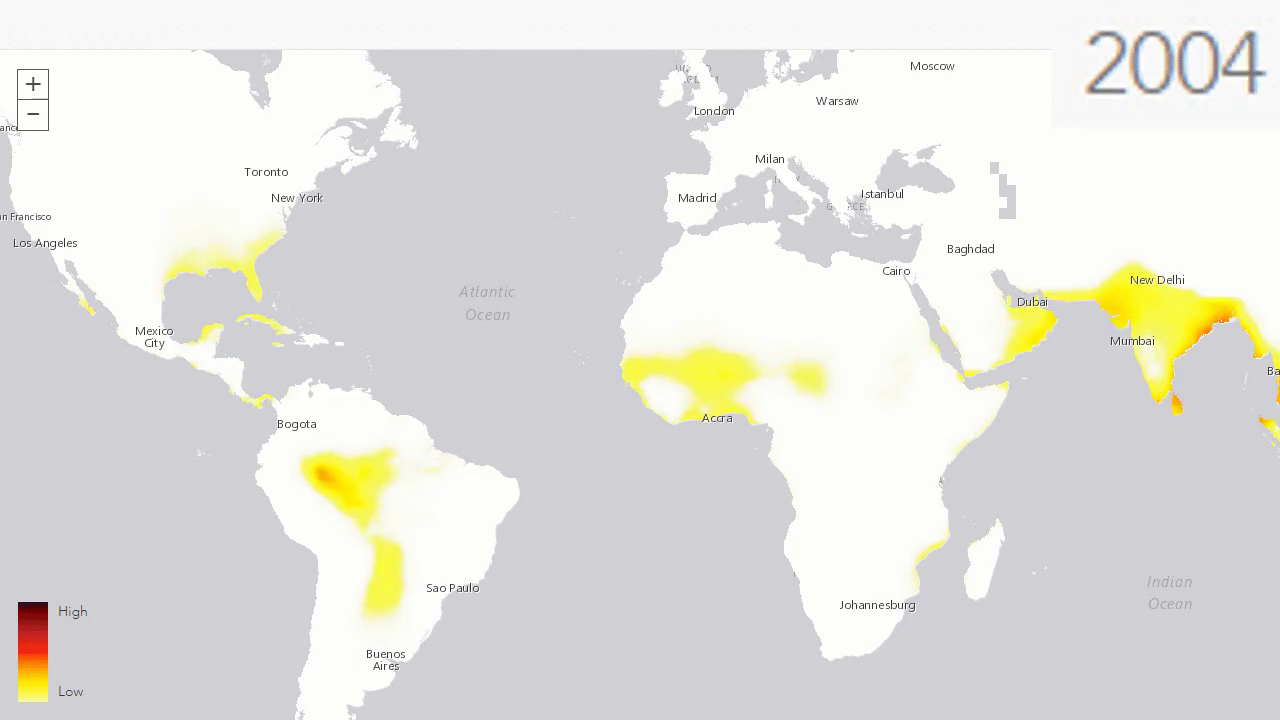 2004
+
−
Moscow
Warsaw
London
Toronto
Milan
New York
Madrid
Istanbul
n Francisco
Los Angeles
Baghdad
Cairo
New Delhi
Atlantic
Ocean
Dubai
Mexico
City
Mumbai
Ba
Accra
Bogota
Sao Paulo
Indian
Ocean
Johannesburg
High
Buenos
Aires
Low